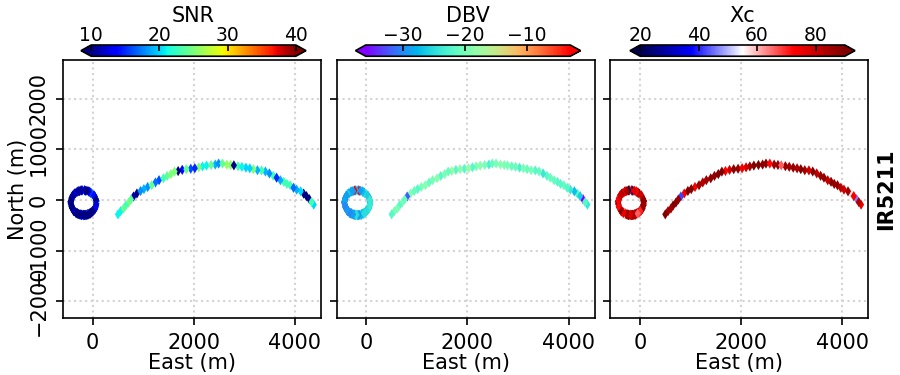 SNR DBV Xc
10 20 30 40 −30 −20 −10 20 40 60 80
2000
1000
0
−1000
−2000
North (m)
IR5211
0 2000 4000 0 2000 4000 0 2000 4000
East (m) East (m) East (m)